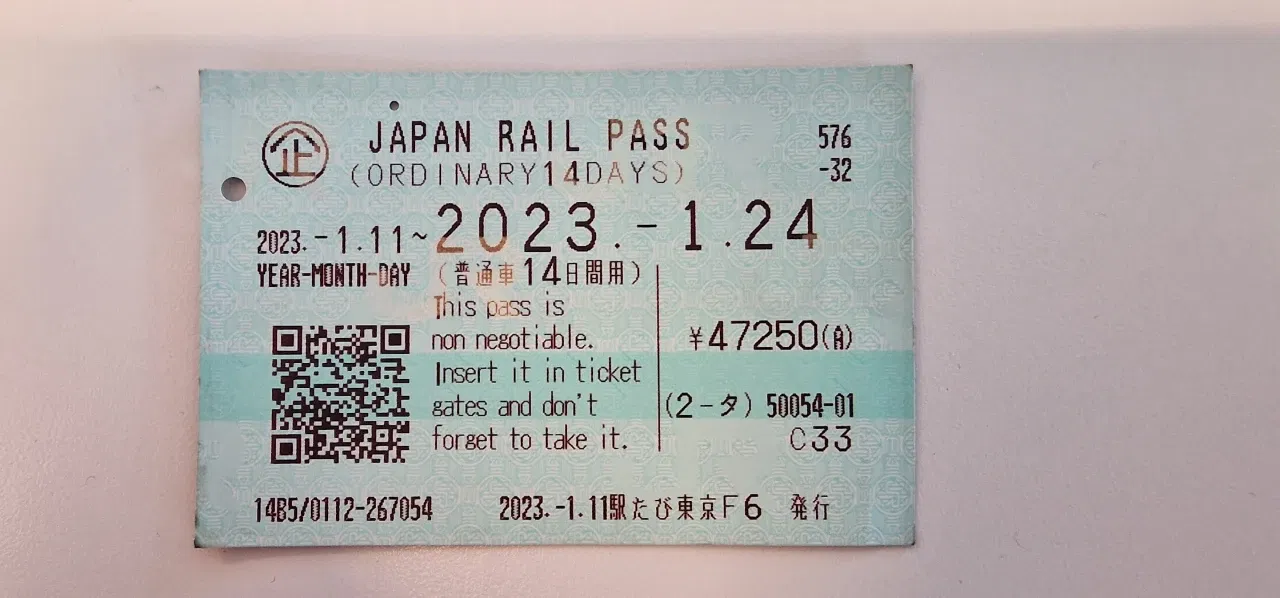 企 JAPAN RAIL PASS 576
(ORDINARY14DAYS) -32
2023.-1.11~2023.-1.24
YEAR-MONTH-DAY (普通車14日間用)
This pass is
non negotiable. ¥47250(A)
Insert it in ticket
gates and don't (2-タ) 50054-01
forget to take it. C33
14B5/0112-267054 2023.-1.11駅たび東京F6 発行